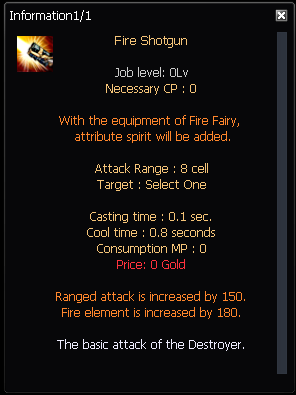 Information1/1
Fire Shotgun
Job level: 0Lv
Necessary CP : 0
With the equipment of Fire Fairy,
attribute spirit will be added.
Attack Range : 8 cell
Target : Select One
Casting time : 0.1 sec.
Cool time : 0.8 seconds
Consumption MP : 0
Price: 0 Gold
Ranged attack is increased by 150.
Fire element is increased by 180.
The basic attack of the Destroyer.